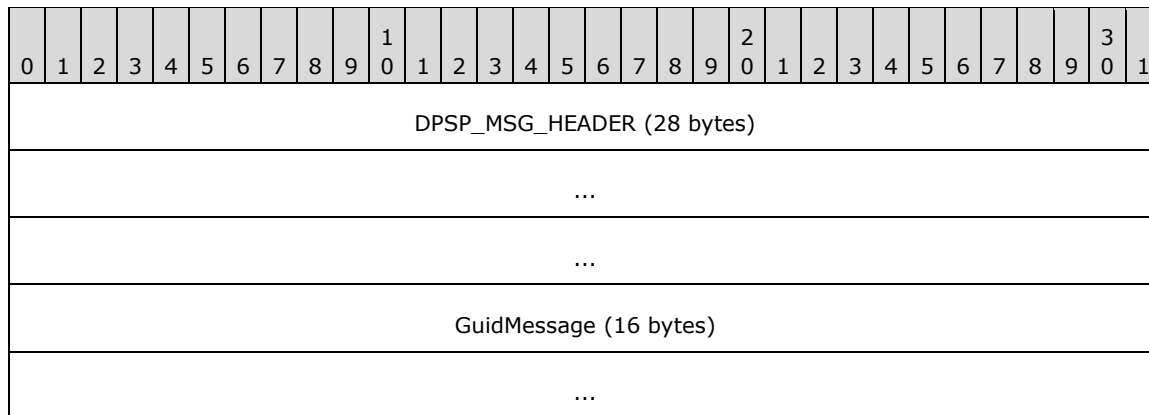 1 2 3
0 1 2 3 4 5 6 7 8 9 0 1 2 3 4 5 6 7 8 9 0 1 2 3 4 5 6 7 8 9 0 1
DPSP_MSG_HEADER (28 bytes)
...
...
GuidMessage (16 bytes)
...